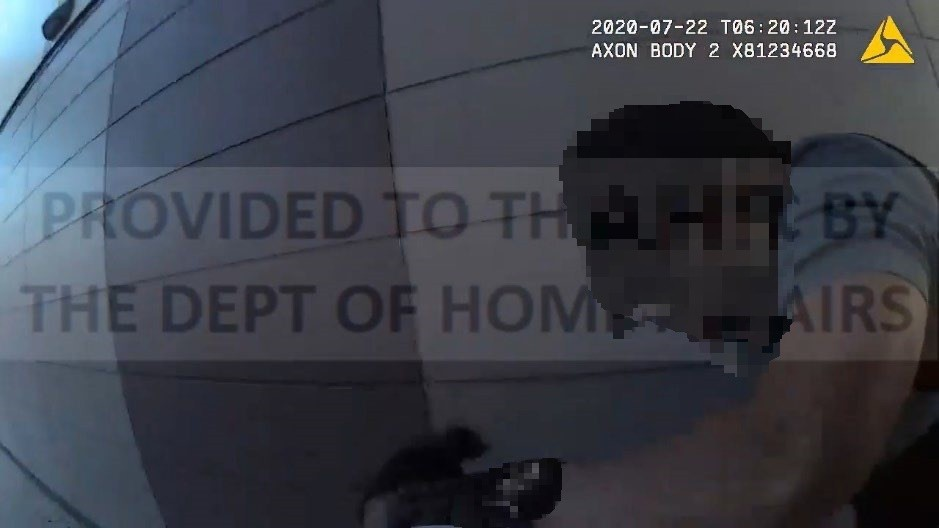 2020-07-22 T06:20:12Z
AXON BODY 2 X81234668
PROVIDED TO BY
THE DEPT OF